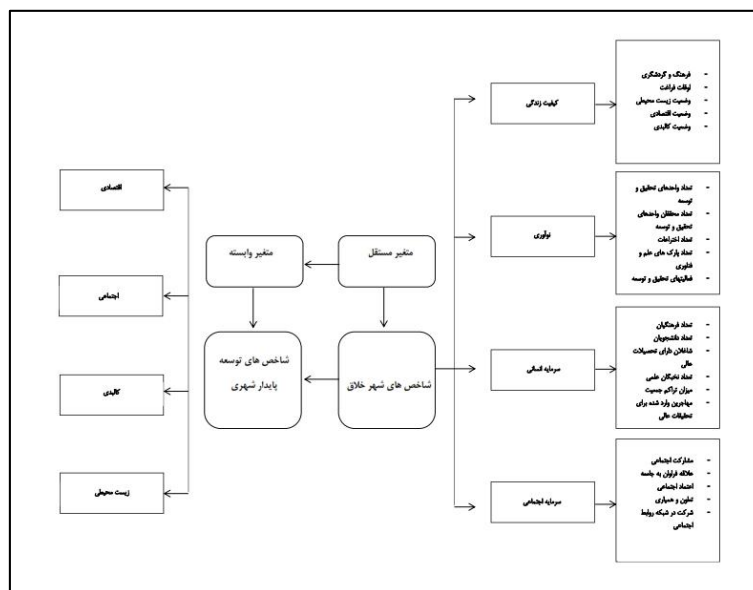 فرهنگ و گردشگری -
اوقات فراغت -
وضعیت زیست محیطی -
وضعیت اقتصادی -
وضعیت کالبدی -
کیفیت زندگی
تعداد واحدهای تحقیق و -
توسعه
تعداد محققان واحدهای -
تحقیق و توسعه
تعداد اختراعات -
تعداد پارک های علم و -
فناوری
فعالیتهای تحقیق و توسعه -
نوآوری
تعداد فرهنگیان -
تعداد دانشجویان -
شاغلان دارای تحصیلات -
عالی
تعداد نخبگان علمی -
میزان تراکم جمعیت -
مهاجرین وارد شده برای -
تحقیقات عالی
سرمایه انسانی
مشارکت اجتماعی -
علاقه فراوان به جامعه -
اعتماد اجتماعی -
تعاون و همیاری -
شرکت در شبکه روابط -
اجتماعی
سرمایه اجتماعی
متغیر مستقل
متغیر وابسته
شاخص های شهر خلاق
شاخص های توسعه
پایدار شهری
اقتصادی
اجتماعی
کالبدی
زیست محیطی